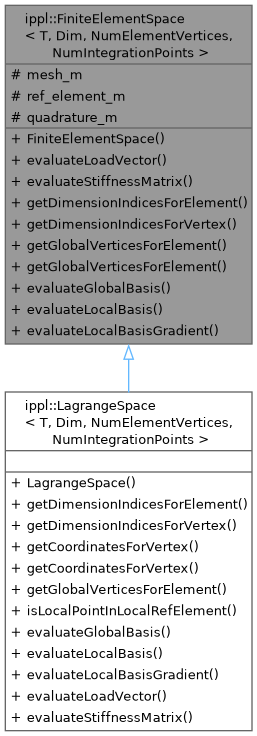 ippl::FiniteElementSpace
< T, Dim, NumElementVertices,
NumIntegrationPoints >
# mesh_m
# ref_element_m
# quadrature_m
+ FiniteElementSpace()
+ evaluateLoadVector()
+ evaluateStiffnessMatrix()
+ getDimensionIndicesForElement()
+ getDimensionIndicesForVertex()
+ getGlobalVerticesForElement()
+ getGlobalVerticesForElement()
+ evaluateGlobalBasis()
+ evaluateLocalBasis()
+ evaluateLocalBasisGradient()
ippl::LagrangeSpace
< T, Dim, NumElementVertices,
NumIntegrationPoints >
+ LagrangeSpace()
+ getDimensionIndicesForElement()
+ getDimensionIndicesForVertex()
+ getCoordinatesForVertex()
+ getCoordinatesForVertex()
+ getGlobalVerticesForElement()
+ isLocalPointInLocalRefElement()
+ evaluateGlobalBasis()
+ evaluateLocalBasis()
+ evaluateLocalBasisGradient()
+ evaluateLoadVector()
+ evaluateStiffnessMatrix()